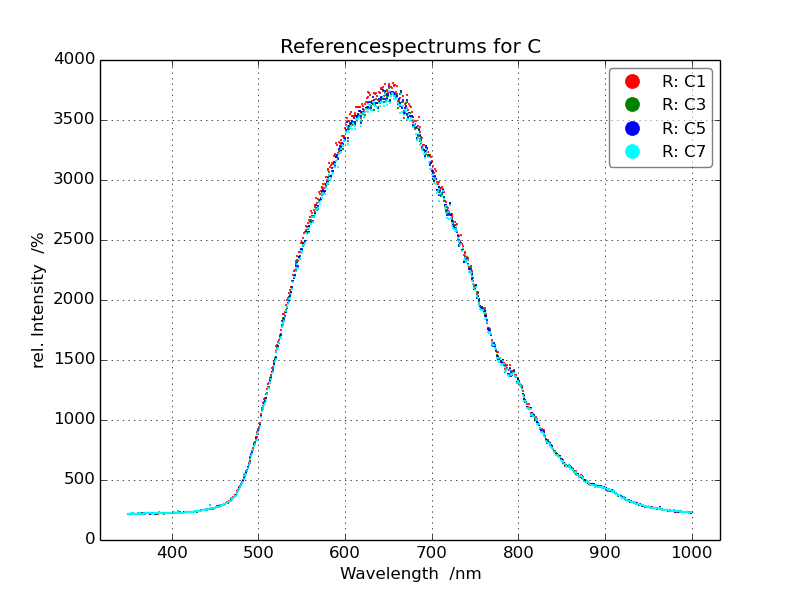 Referencespectrums for C
R: C1
R: C3
R: C5
R: C7
4000
3500
3000
2500
2000
1500
1000
500
0
rel. Intensity /%
400 500 600 700 800 900 1000
Wavelength /nm